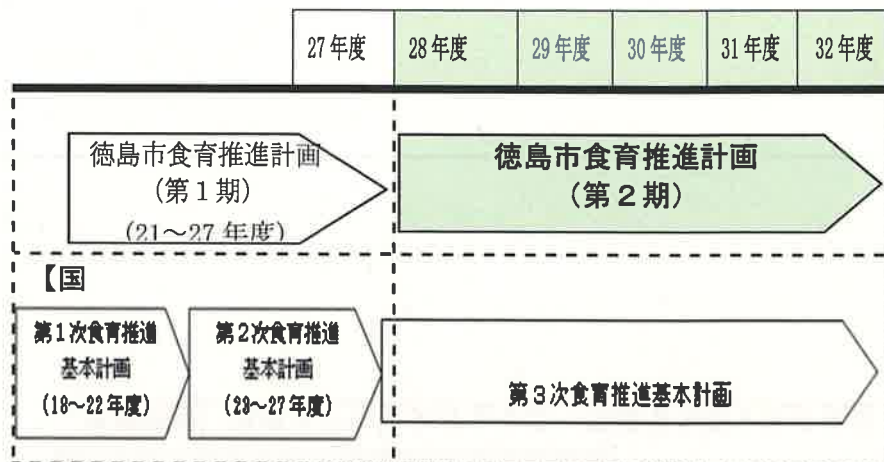 27年度 28年度 29年度 30年度 31年度 32年度
徳島市食育推進計画
(第1期)
(21～27年度)
徳島市食育推進計画
(第2期)
【国
第1次食育推進
基本計画
(18～22年度)
第2次食育推進
基本計画
(23～27年度)
第3次食育推進基本計画